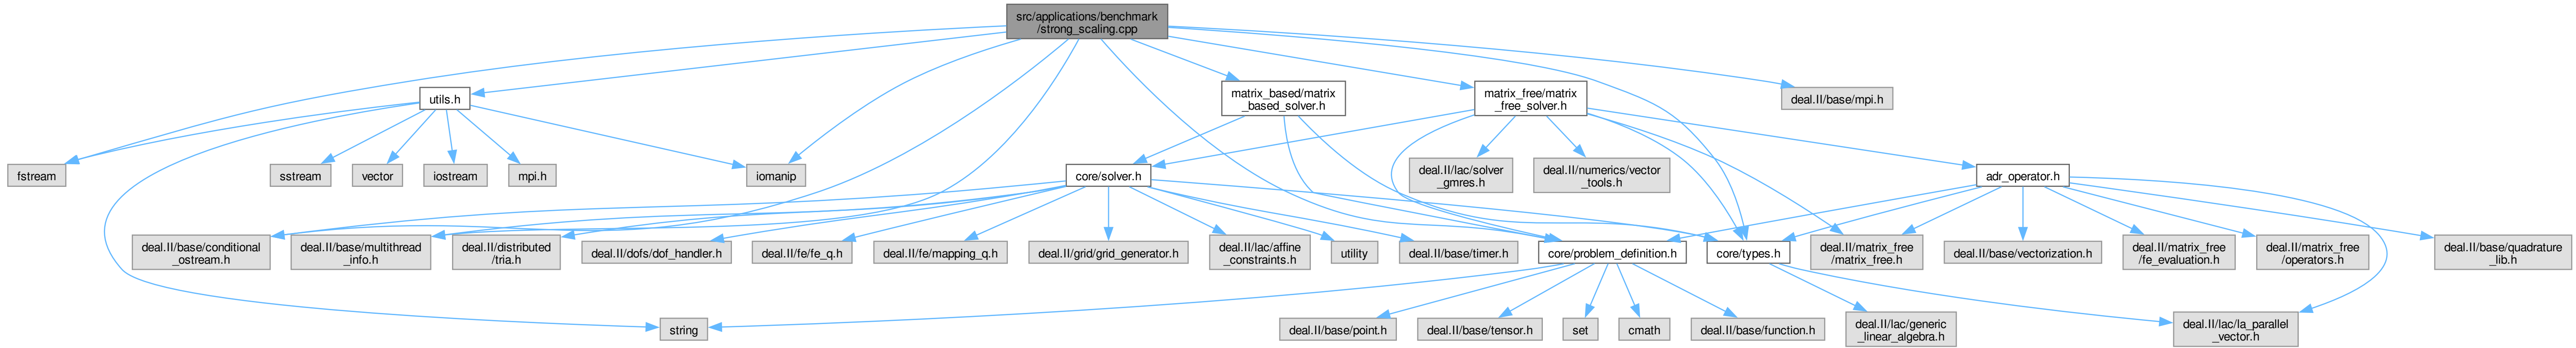 src/applications/benchmark
/strong_scaling.cpp
utils.h
matrix_based/matrix
_based_solver.h
matrix_free/matrix
_free_solver.h
deal.II/base/mpi.h
fstream
sstream
vector
iostream
mpi.h
iomanip
core/solver.h
deal.II/lac/solver
_gmres.h
deal.II/numerics/vector
_tools.h
adr_operator.h
deal.II/base/conditional
_ostream.h
deal.II/base/multithread
_info.h
deal.II/distributed
/tria.h
deal.II/dofs/dof_handler.h
deal.II/fe/fe_q.h
deal.II/fe/mapping_q.h
deal.II/grid/grid_generator.h
deal.II/lac/affine
_constraints.h
utility
deal.II/base/timer.h
core/problem_definition.h
core/types.h
deal.II/matrix_free
/matrix_free.h
deal.II/base/vectorization.h
deal.II/matrix_free
/fe_evaluation.h
deal.II/matrix_free
/operators.h
deal.II/base/quadrature
_lib.h
string
deal.II/base/point.h
deal.II/base/tensor.h
set
cmath
deal.II/base/function.h
deal.II/lac/generic
_linear_algebra.h
deal.II/lac/la_parallel
_vector.h